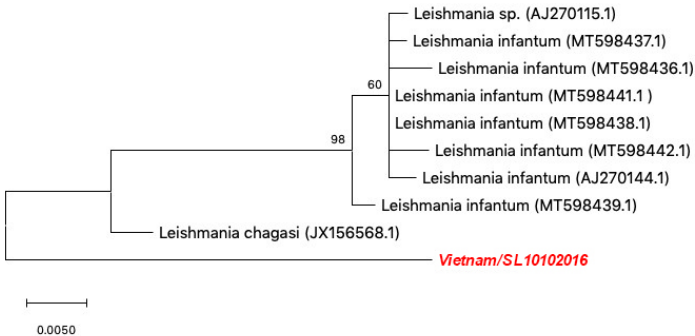 Leishmania sp. (AJ270115.1)
Leishmania infantum (MT598437.1)
Leishmania infantum (MT598436.1)
60
Leishmania infantum (MT598441.1 )
Leishmania infantum (MT598438.1)
98
Leishmania infantum (MT598442.1)
Leishmania infantum (AJ270144.1)
Leishmania infantum (MT598439.1)
Leishmania chagasi (JX156568.1)
Vietnam/SL10102016
0.0050